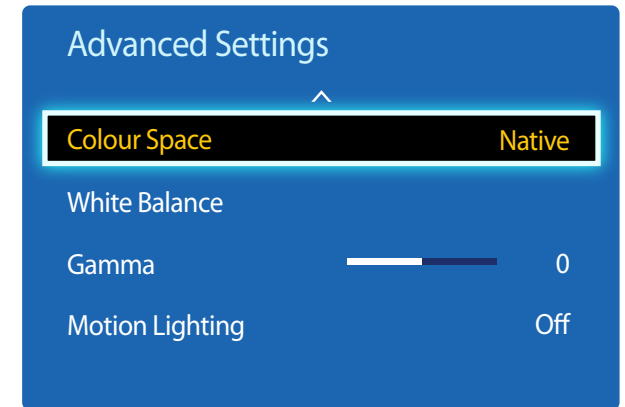 Advanced Settings
Colour Space Native
White Balance
Gamma 0
Motion Lighting Off